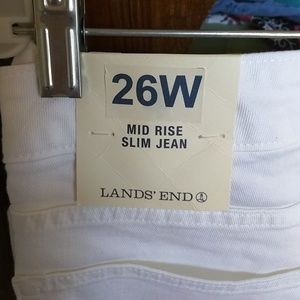 26W
MID RISE
SLIM JEAN
LANDS' END